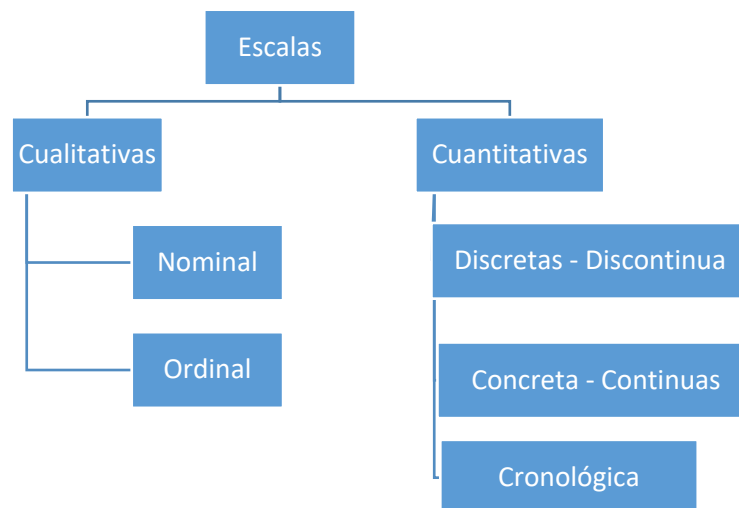 Escalas
Cualitativas
Cuantitativas
Nominal
Discretas - Discontinua
Ordinal
Concreta - Continuas
Cronológica